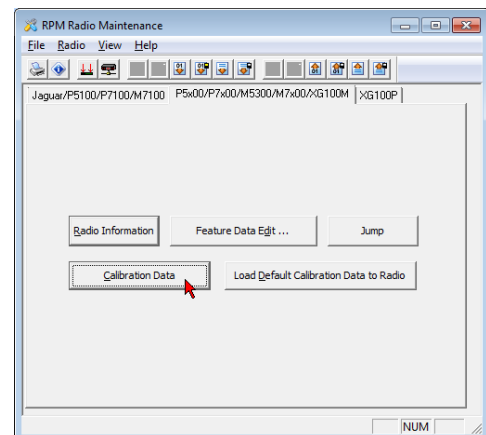 RPM Radio Maintenance
File Radio View Help
Jaguar/P5100/P7100/M7100 P5x00/P7x00/M5300/M7x00/XG100M XG100P
Radio Information Feature Data Edit ... Jump
Calibration Data Load Default Calibration Data to Radio
NUM